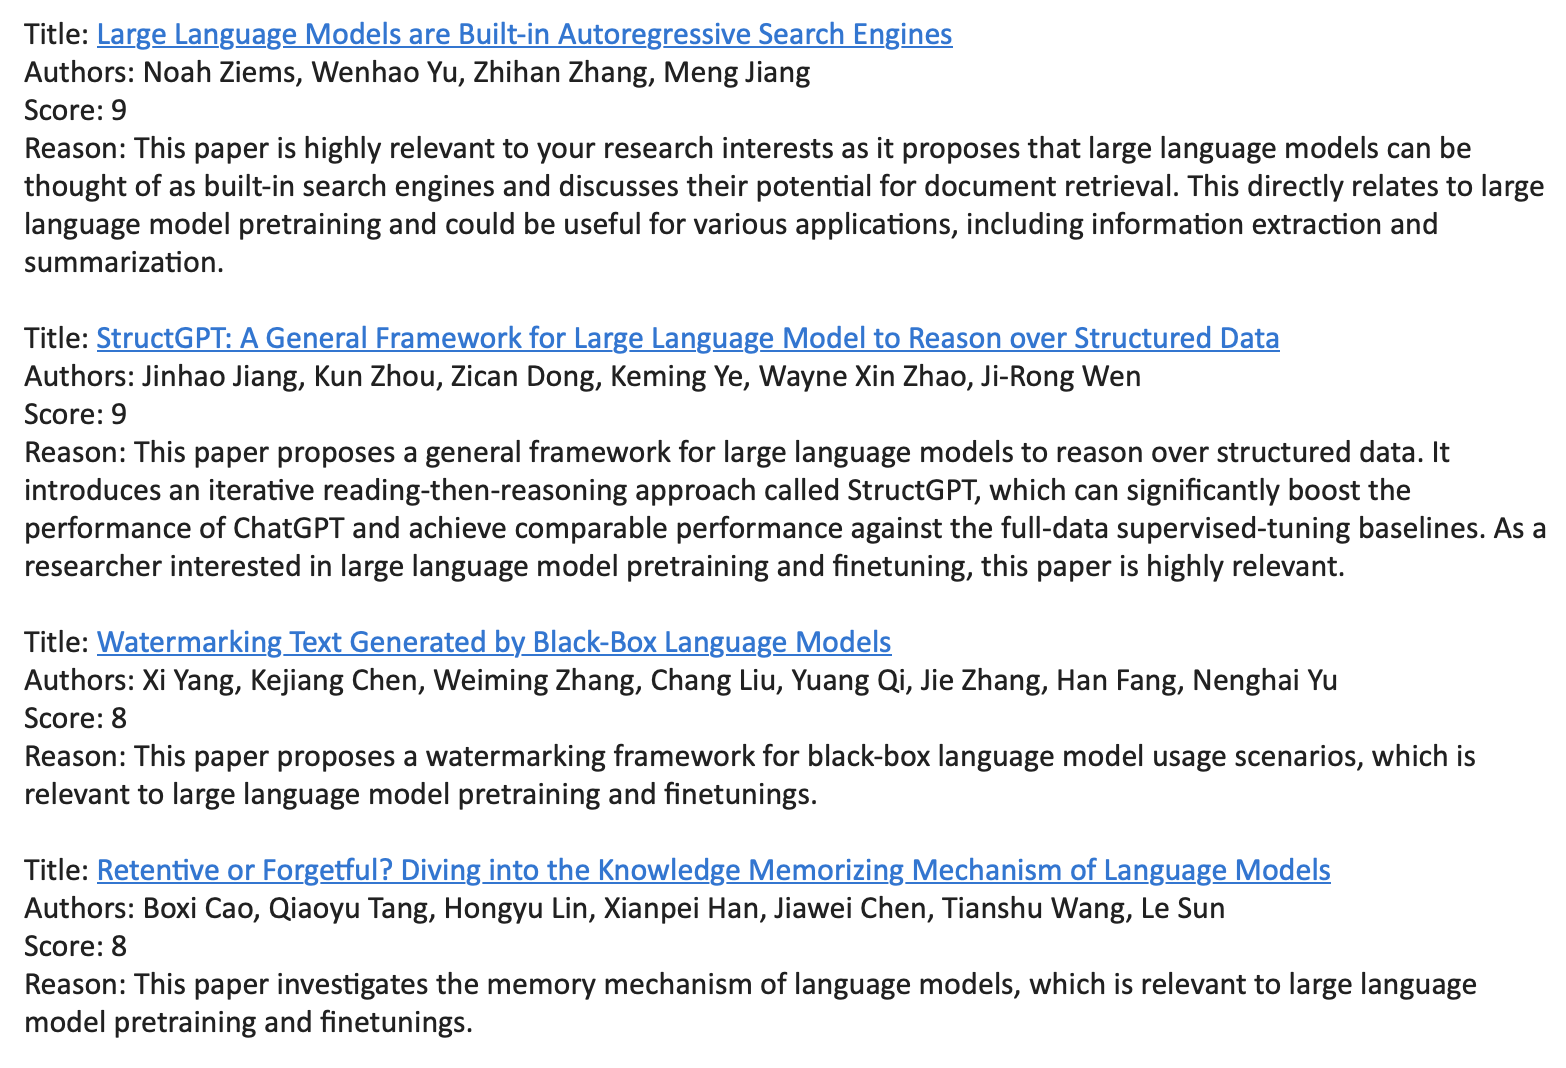 Title: Large Language Models are Built-in Autoregressive Search Engines
Authors: Noah Ziems, Wenhao Yu, Zhihan Zhang, Meng Jiang
Score: 9
Reason: This paper is highly relevant to your research interests as it proposes that large language models can be
thought of as built-in search engines and discusses their potential for document retrieval. This directly relates to large
language model pretraining and could be useful for various applications, including information extraction and
summarization.
Title: StructGPT: A General Framework for Large Language Model to Reason over Structured Data
Authors: Jinhao Jiang, Kun Zhou, Zican Dong, Keming Ye, Wayne Xin Zhao, Ji-Rong Wen
Score: 9
Reason: This paper proposes a general framework for large language models to reason over structured data. It
introduces an iterative reading-then-reasoning approach called StructGPT, which can significantly boost the
performance of ChatGPT and achieve comparable performance against the full-data supervised-tuning baselines. As a
researcher interested in large language model pretraining and finetuning, this paper is highly relevant.
Title: Watermarking Text Generated by Black-Box Language Models
Authors: Xi Yang, Kejiang Chen, Weiming Zhang, Chang Liu, Yuang Qi, Jie Zhang, Han Fang, Nenghai Yu
Score: 8
Reason: This paper proposes a watermarking framework for black-box language model usage scenarios, which is
relevant to large language model pretraining and finetunings.
Title: Retentive or Forgetful? Diving into the Knowledge Memorizing Mechanism of Language Models
Authors: Boxi Cao, Qiaoyu Tang, Hongyu Lin, Xianpei Han, Jiawei Chen, Tianshu Wang, Le Sun
Score: 8
Reason: This paper investigates the memory mechanism of language models, which is relevant to large language
model pretraining and finetunings.